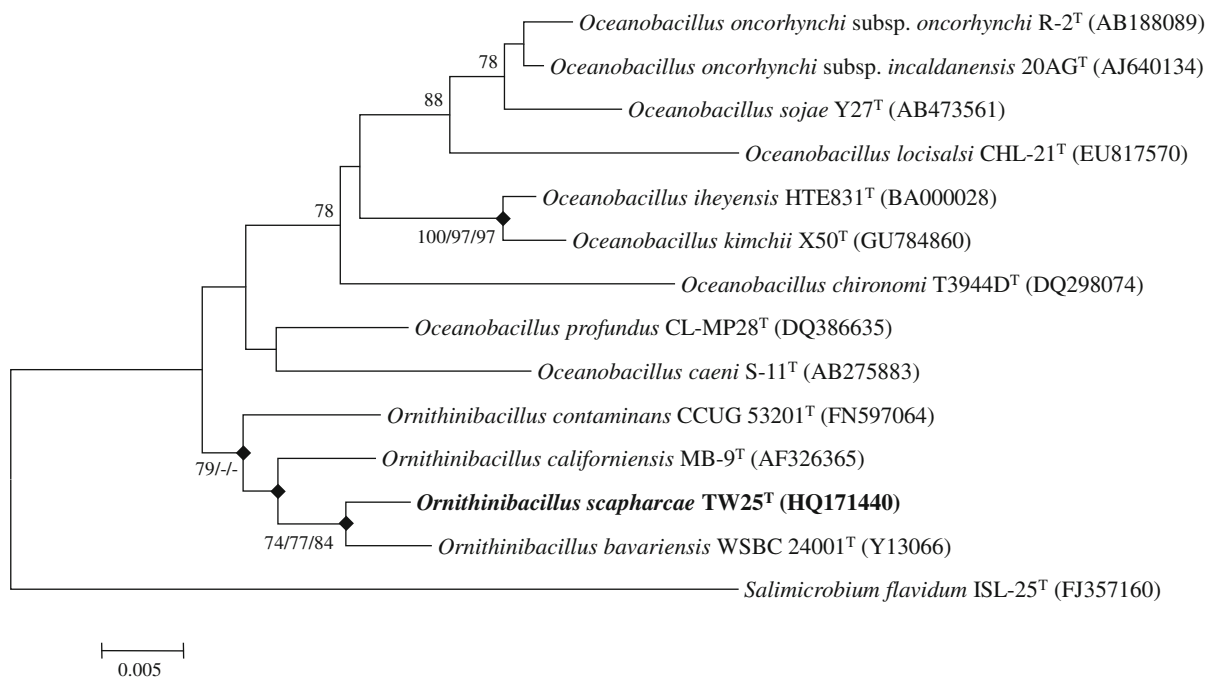 Oceanobacillus oncorhynchi subsp. oncorhynchi R-2ᵀ (AB188089)
78
Oceanobacillus oncorhynchi subsp. incaldanensis 20AGᵀ (AJ640134)
88
Oceanobacillus sojae Y27ᵀ (AB473561)
Oceanobacillus locisalsi CHL-21ᵀ (EU817570)
Oceanobacillus iheyensis HTE831ᵀ (BA000028)
78
100/97/97
Oceanobacillus kimchii X50ᵀ (GU784860)
Oceanobacillus chironomi T3944Dᵀ (DQ298074)
Oceanobacillus profundus CL-MP28ᵀ (DQ386635)
Oceanobacillus caeni S-11ᵀ (AB275883)
Ornithinibacillus contaminans CCUG 53201ᵀ (FN597064)
79/-/-
Ornithinibacillus californiensis MB-9ᵀ (AF326365)
Ornithinibacillus scapharcae TW25ᵀ (HQ171440)
74/77/84
Ornithinibacillus bavariensis WSBC 24001ᵀ (Y13066)
Salimicrobium flavidum ISL-25ᵀ (FJ357160)
0.005